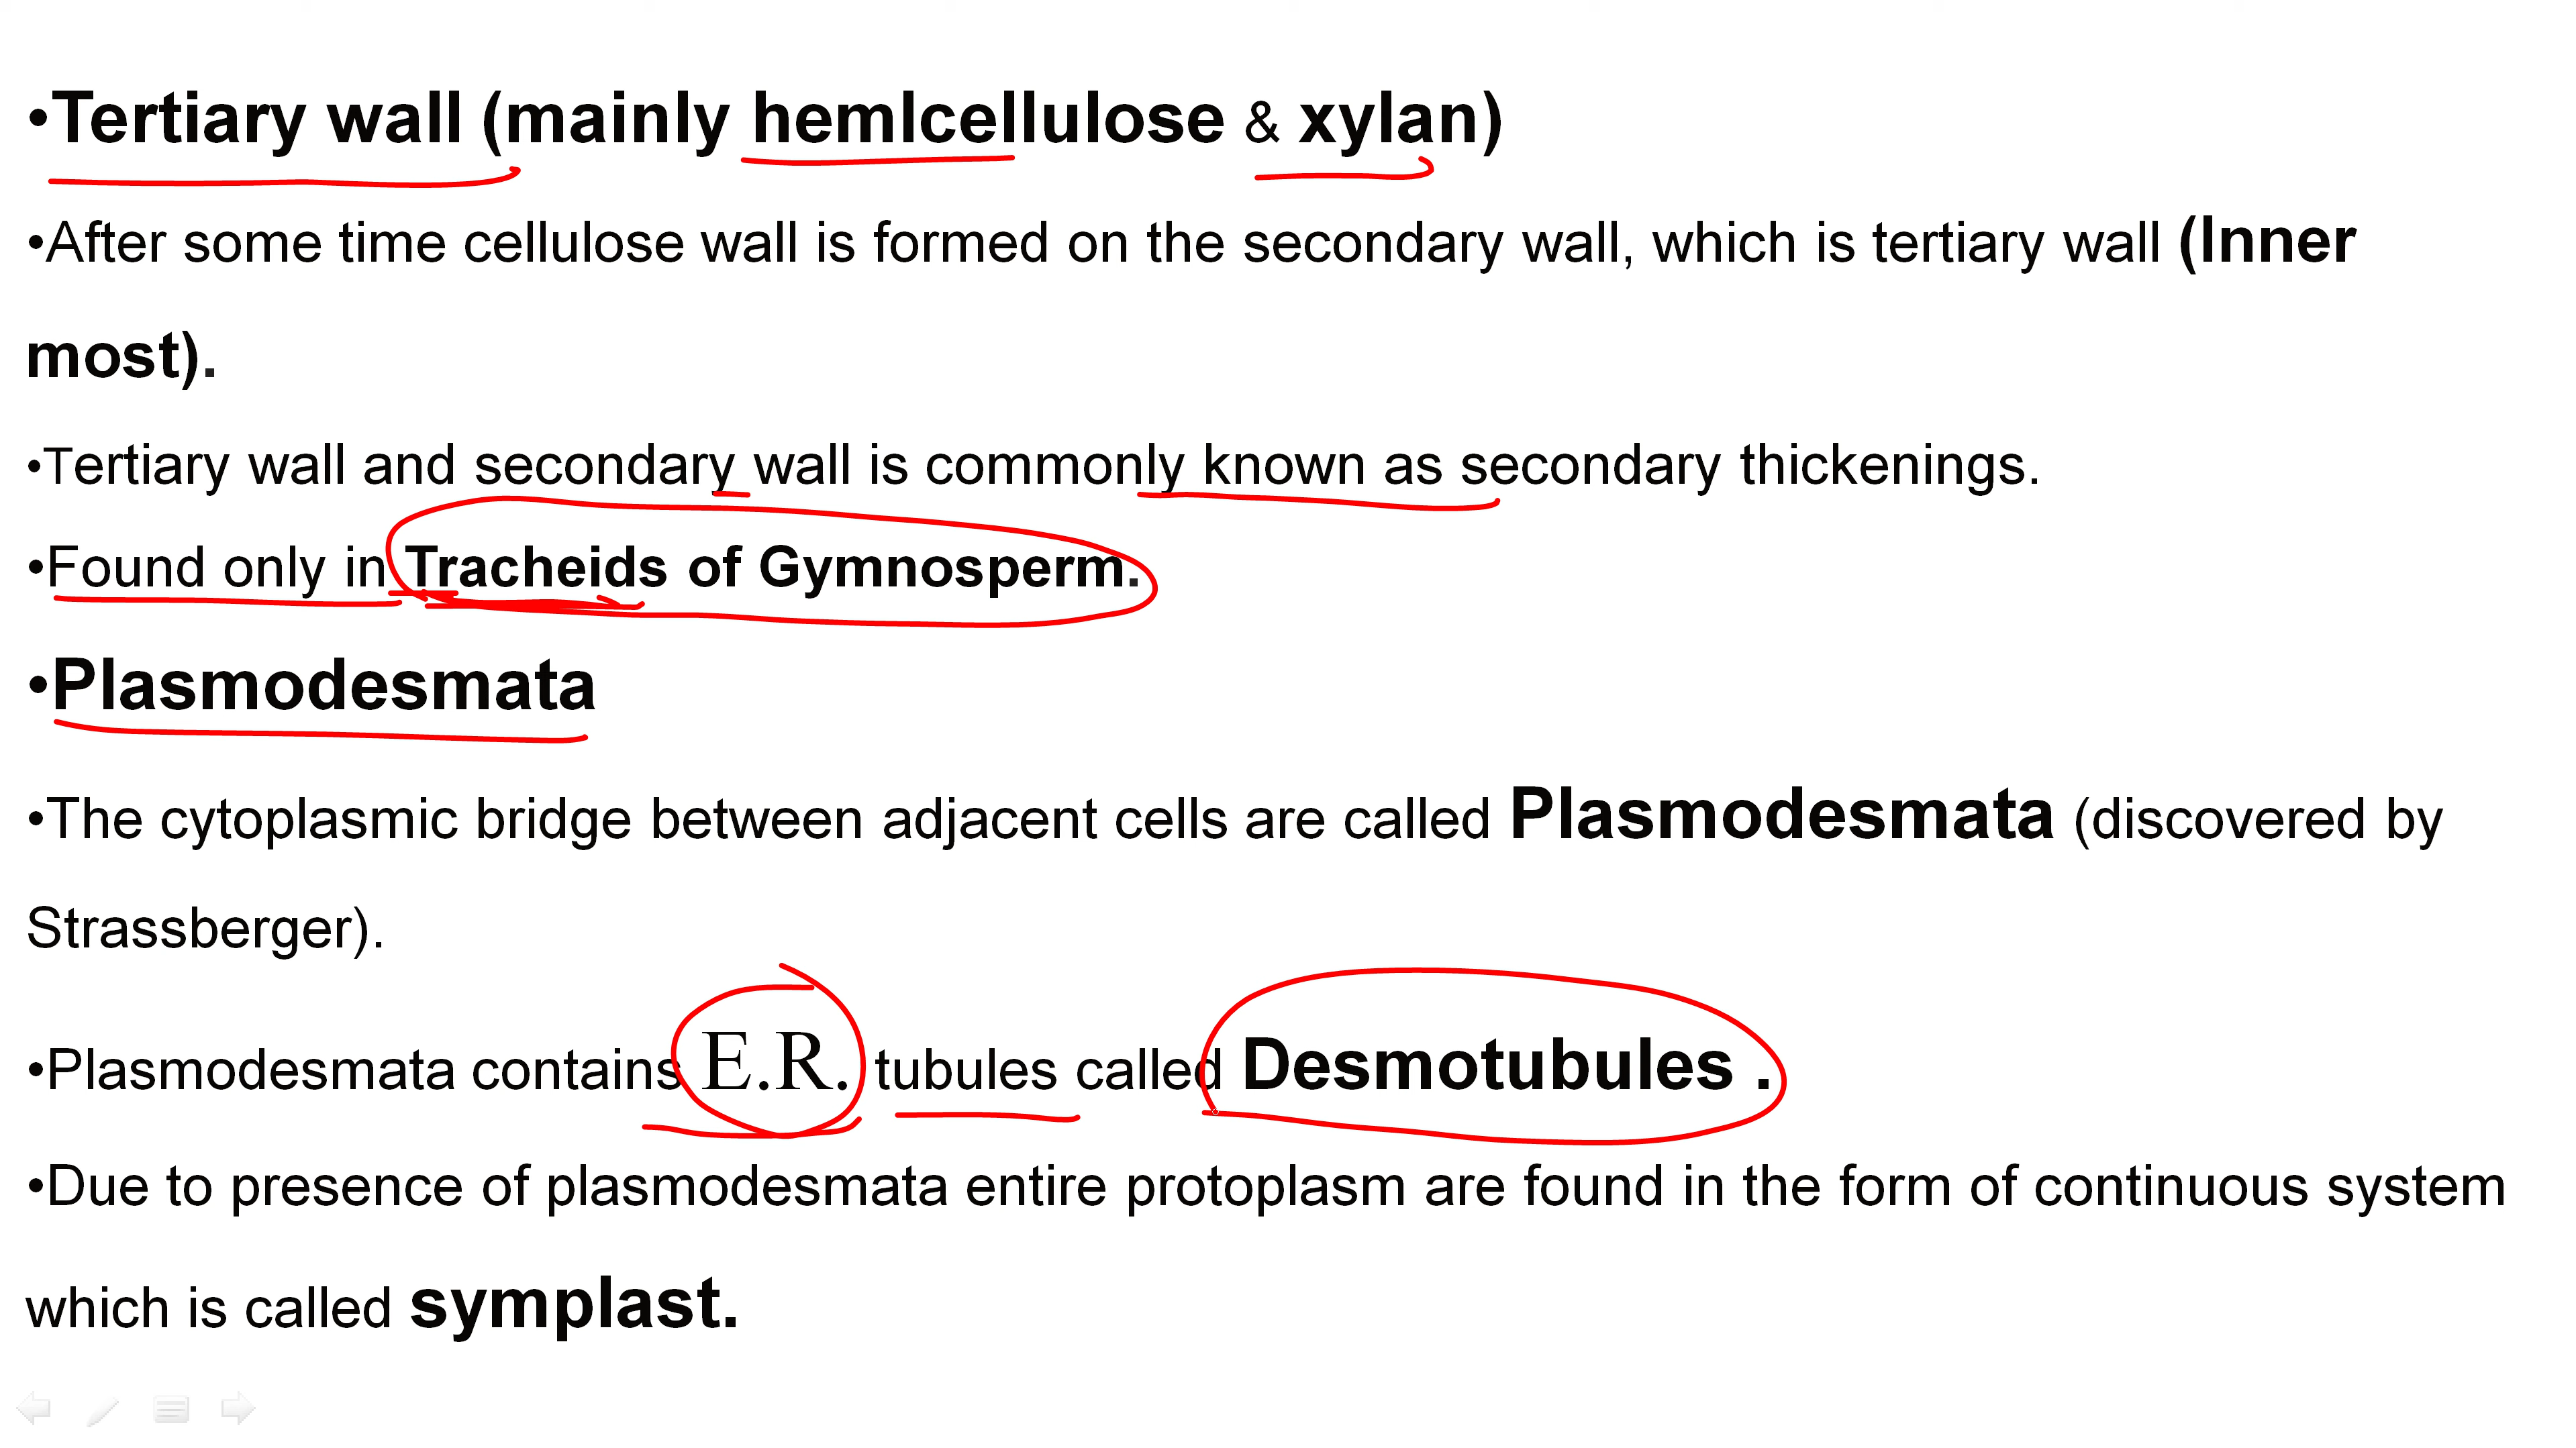 •Tertiary wall (mainly hemlcellulose & xylan)
•After some time cellulose wall is formed on the secondary wall, which is tertiary wall (Inner
most).
•Tertiary wall and secondary wall is commonly known as secondary thickenings.
•Found only in Tracheids of Gymnosperm.
•Plasmodesmata
•The cytoplasmic bridge between adjacent cells are called Plasmodesmata (discovered by
Strassberger).
•Plasmodesmata contains E.R. tubules called Desmotubules .
•Due to presence of plasmodesmata entire protoplasm are found in the form of continuous system
which is called symplast.